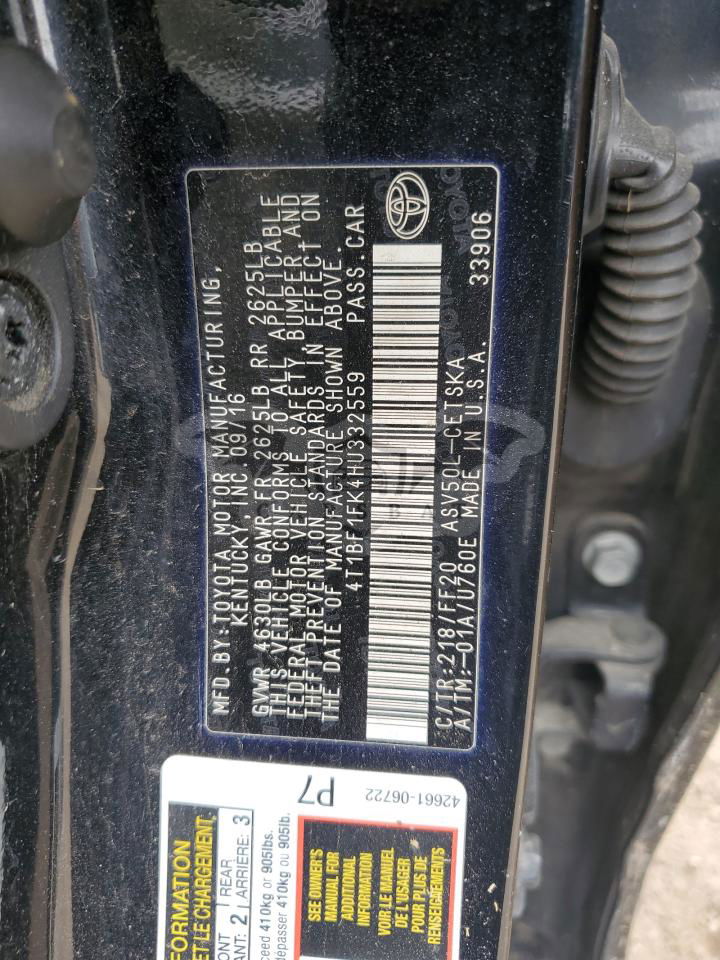 MFD. BY: TOYOTA MOTOR MANUFACTURING,
KENTUCKY, INC. 09/16
GVWR 4630LB GAWR FR 2625LB RR 2625LB
THIS VEHICLE CONFORMS TO ALL APPLICABLE
FEDERAL MOTOR VEHICLE SAFETY, BUMPER AND
THEFT PREVENTION STANDARDS IN EFFECT ON
THE DATE OF MANUFACTURE SHOWN ABOVE.
4T1BF1FK4HU332559 PASS.CAR
C/TR:218/FF20 ASV50L-CETSKA
A/TM:-01A/U760E MADE IN U.S.A. 33906
P7
42661-06722
FORMATION
ET LE CHARGEMENT
ONT 2 REAR 3
ANT: ARRIÈRE:
ceed 410kg or 905lbs.
dépasser 410kg ou 905lb.
SEE OWNER'S
MANUAL FOR
ADDITIONAL
INFORMATION
VOIR LE MANUEL
DE L'USAGER
POUR PLUS DE
RENSEIGNEMENTS